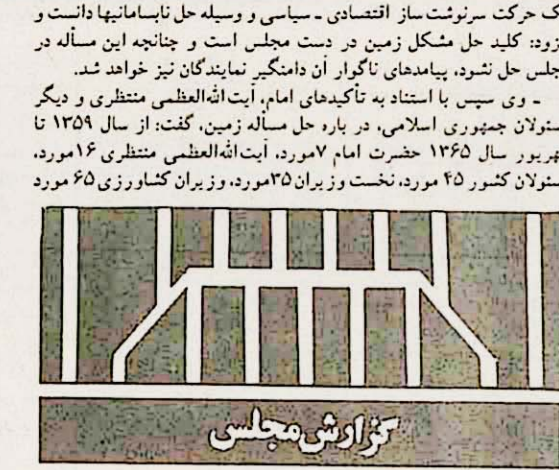 ک حرکت سرنوشت‌ساز اقتصادی ـ سیاسی و وسیله حل نابسامانیها دانست و
زود: کلید حل مشکل زمین در دست مجلس است و چنانچه این مسأله در
جلس حل نشود، پیامدهای ناگوار آن دامنگیر نمایندگان نیز خواهد شد.
ـ وی سپس با استناد به تأکیدهای امام، آیت‌الله‌العظمی منتظری و دیگر
سئولان جمهوری اسلامی، در باره حل مسأله زمین، گفت: از سال ۱۳۵۹ تا
هریور سال ۱۳۶۵ حضرت امام ۷مورد، آیت‌الله‌العظمی منتظری ۱۶مورد،
سئولان کشور ۴۵ مورد، نخست وزیران ۳۵مورد، وزیران کشاورزی ۶۵ مورد
گزارش مجلس